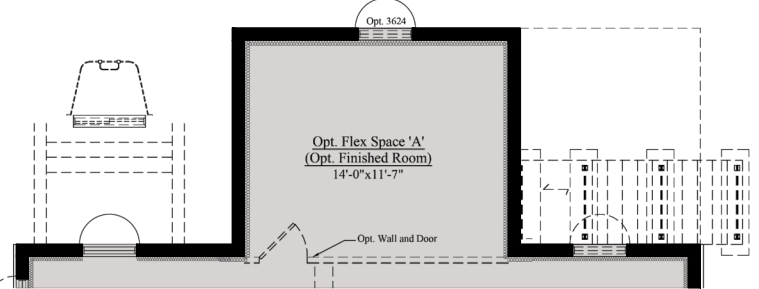 Opt. 3624
Opt. Flex Space 'A'
(Opt. Finished Room)
14'-0"x11'-7"
Opt. Wall and Door